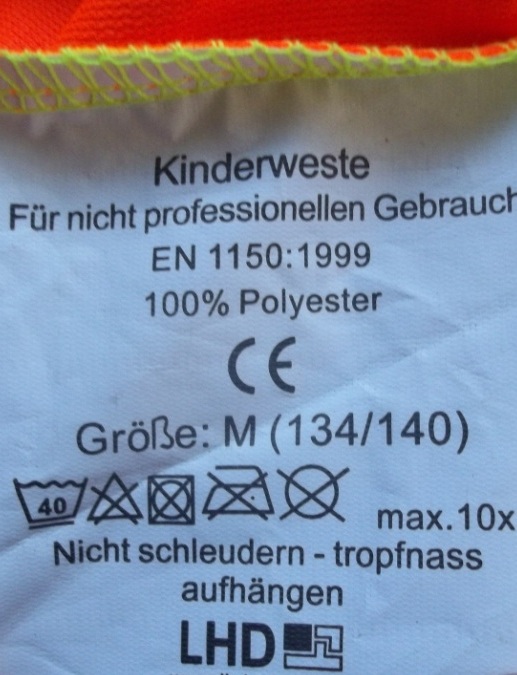 Kinderweste
Für nicht professionellen Gebrauch
EN 1150:1999
100% Polyester
CE
Größe: M (134/140)
40 max.10x
Nicht schleudern - tropfnass
aufhängen
LHD